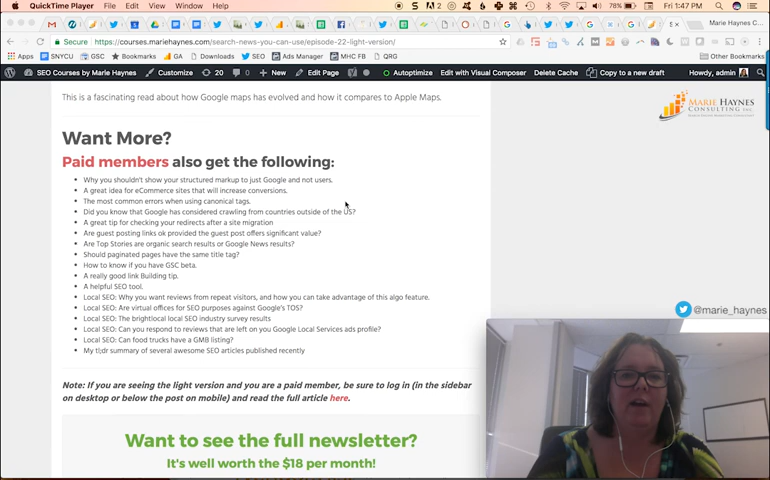 QuickTime Player File Edit View Window Help
2 78% Fri 1:47 PM
Marie Haynes
Secure https://courses.mariehaynes.com/search-news-you-can-use/episode-22-light-version/
Apps SNYCU GSC Bookmarks GA Downloads SEO Ads Manager MHC FB QRG Other Bookmarks
SEO Courses by Marie Haynes Customize 20 0 New Edit Page Autoptimize Edit with Visual Composer Delete Cache Copy to a new draft Howdy, admin
This is a fascinating read about how Google maps has evolved and how it compares to Apple Maps.
MARIE HAYNES
CONSULTING INC.
Want More?
Paid members also get the following:
Why you shouldn't show your structured markup to just Google and not users.
A great idea for eCommerce sites that will increase conversions.
The most common errors when using canonical tags.
Did you know that Google has considered crawling from countries outside of the US?
A great tip for checking your redirects after a site migration
Are guest posting links ok provided the guest post offers significant value?
Are Top Stories are organic search results or Google News results?
Should paginated pages have the same title tag?
How to know if you have GSC beta.
A really good link Building tip.
A helpful SEO tool.
Local SEO: Why you want reviews from repeat visitors, and how you can take advantage of this algo feature.
Local SEO: Are virtual offices for SEO purposes against Google's TOS?
Local SEO: The brightlocal local SEO industry survey results
Local SEO: Can you respond to reviews that are left on you Google Local Services ads profile?
Local SEO: Can food trucks have a GMB listing?
My tl;dr summary of several awesome SEO articles published recently
@marie_haynes
Note: If you are seeing the light version and you are a paid member, be sure to log in (in the sidebar
on desktop or below the post on mobile) and read the full article here.
Want to see the full newsletter?
It's well worth the $18 per month!